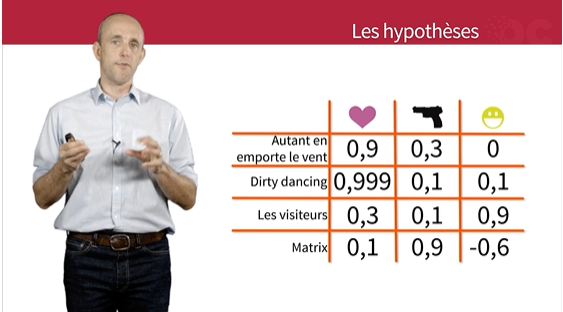 Les hypothèses
Autant en
emporte le vent
0,9 0,3 0
Dirty dancing 0,999 0,1 0,1
Les visiteurs 0,3 0,1 0,9
Matrix 0,1 0,9 -0,6